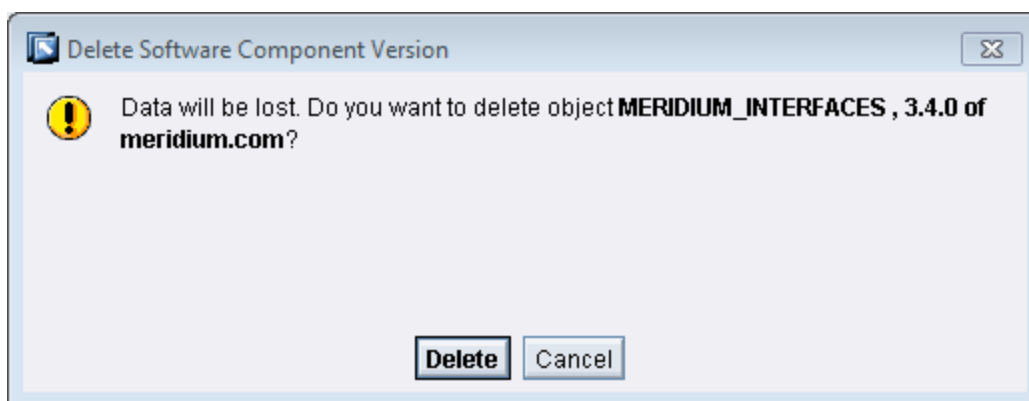 Delete Software Component Version
Data will be lost. Do you want to delete object MERIDIUM_INTERFACES , 3.4.0 of
meridium.com?
Delete
Cancel